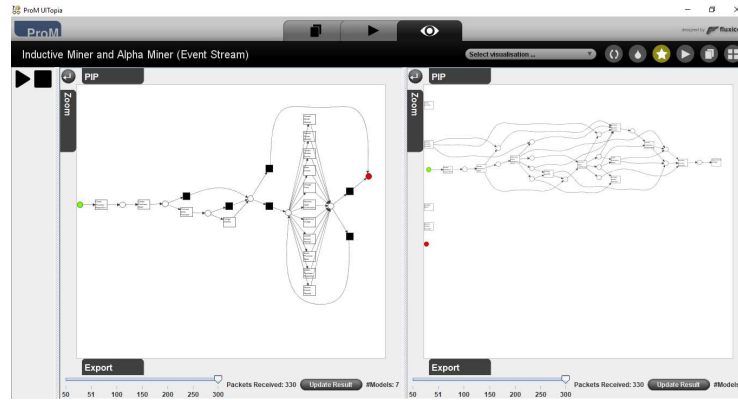 ProM UITopia
ProM
designed by fluxico
Inductive Miner and Alpha Miner (Event Stream)
Select visualisation ...
PIP
Zoom
Export
50 51 100 150 200 250 300
Packets Received: 330
Update Result
#Models: 7
PIP
Zoom
Export
50 51 100 150 200 250 300
Packets Received: 330
Update Result
#Models